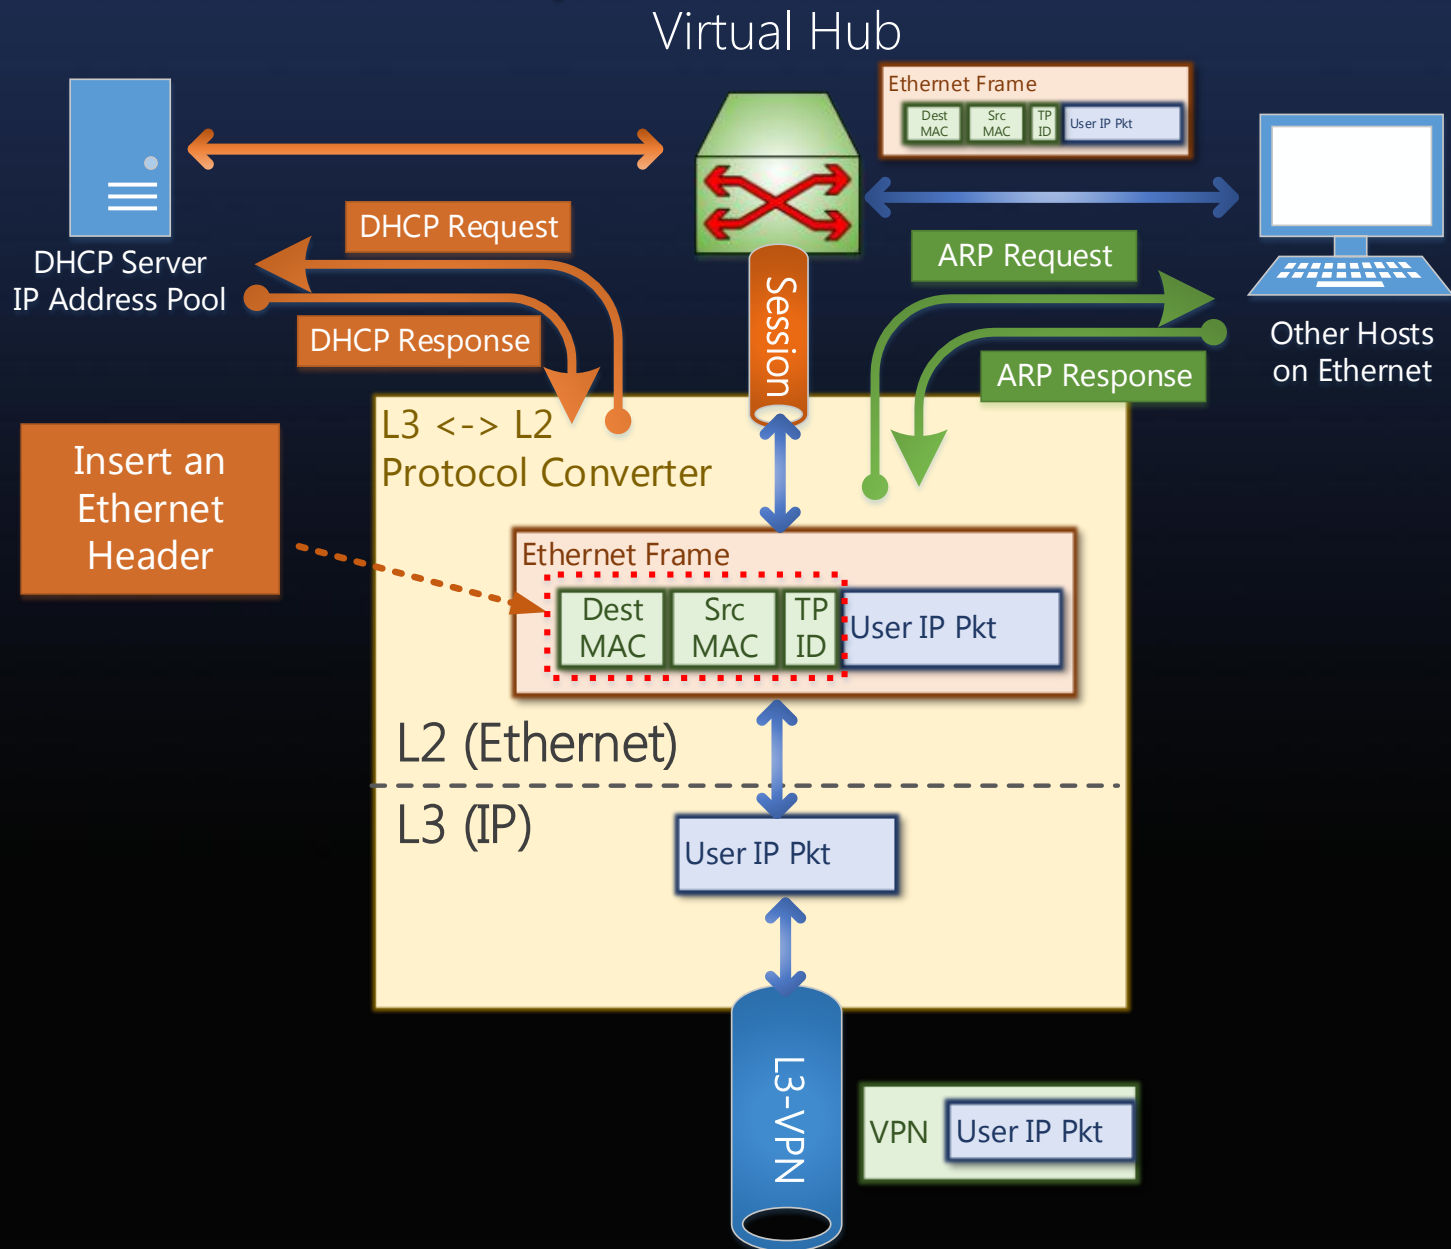 Virtual Hub
Ethernet Frame
Dest
MAC
Src
MAC
TP
ID
User IP Pkt
DHCP Request
DHCP Server
IP Address Pool
DHCP Response
Session
ARP Request
ARP Response
Other Hosts
on Ethernet
L3 <-> L2
Protocol Converter
Insert an
Ethernet
Header
Ethernet Frame
Dest
MAC
Src
MAC
TP
ID
User IP Pkt
L2 (Ethernet)
L3 (IP)
User IP Pkt
L3-VPN
VPN
User IP Pkt